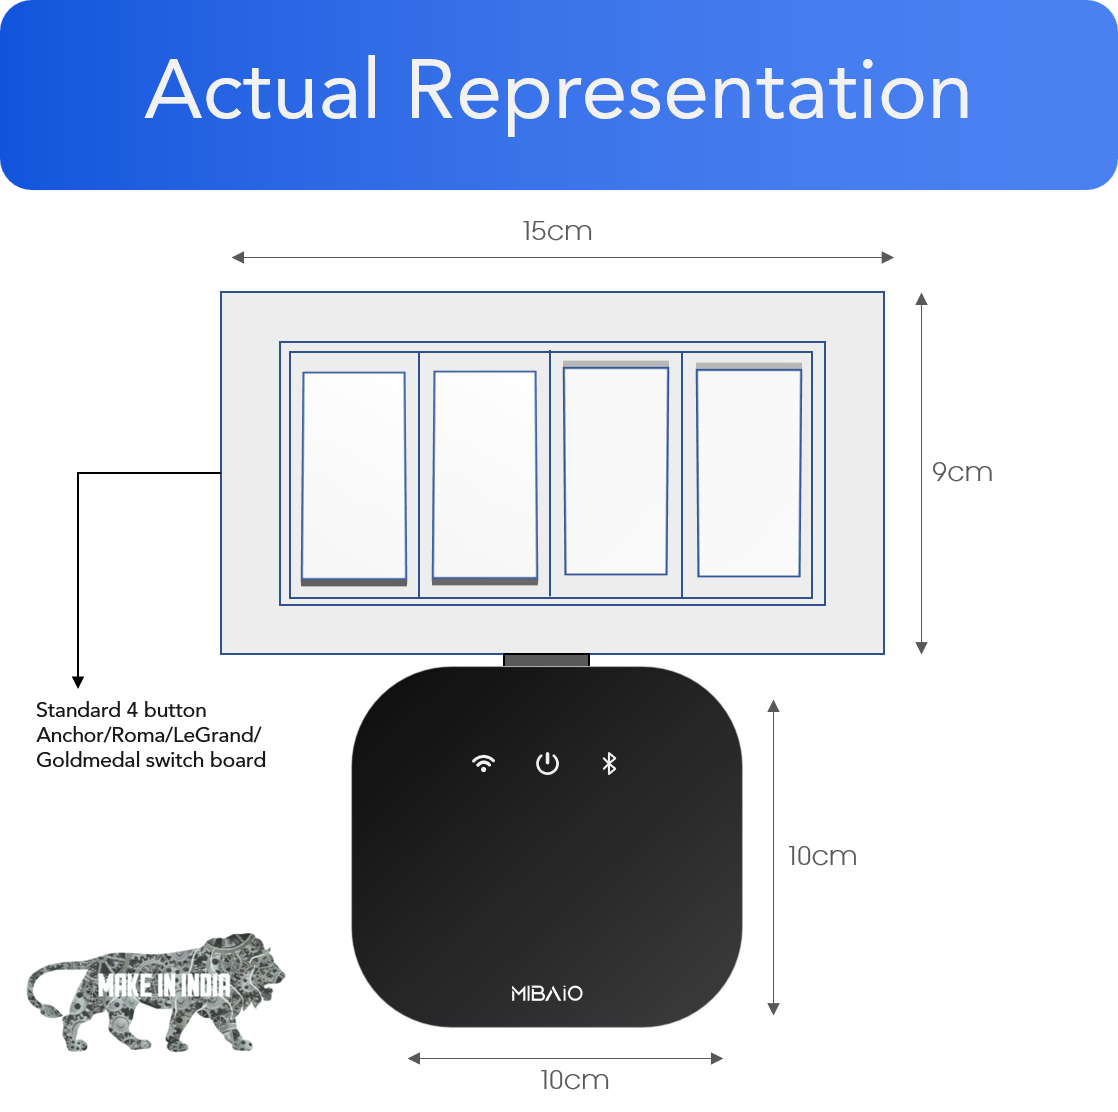 Actual Representation
15cm
9cm
Standard 4 button
Anchor/Roma/LeGrand/
Goldmedal switch board
10cm
MAKE IN INDIA
MIBAiO
10cm